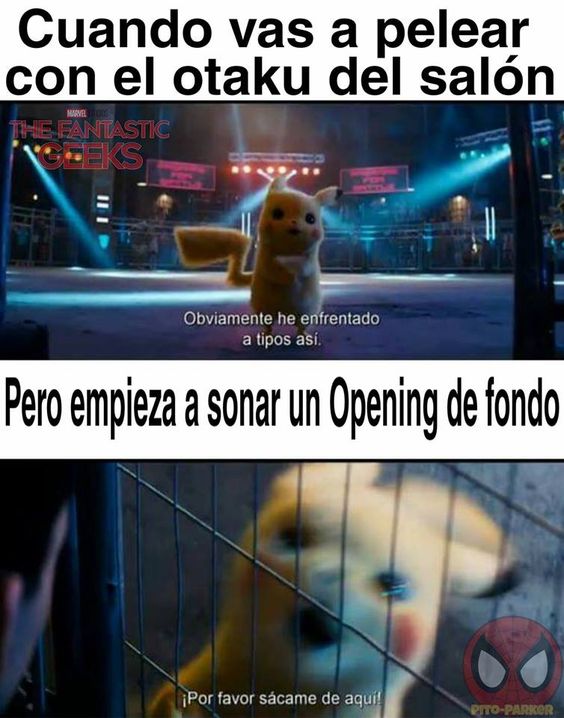 Cuando vas a pelear
con el otaku del salón
MARVEL
THE FANTASTIC
GEEKS
Obviamente he enfrentado
a tipos así.
Pero empieza a sonar un Opening de fondo
¡Por favor sácame de aquí!
PITO-PARKER